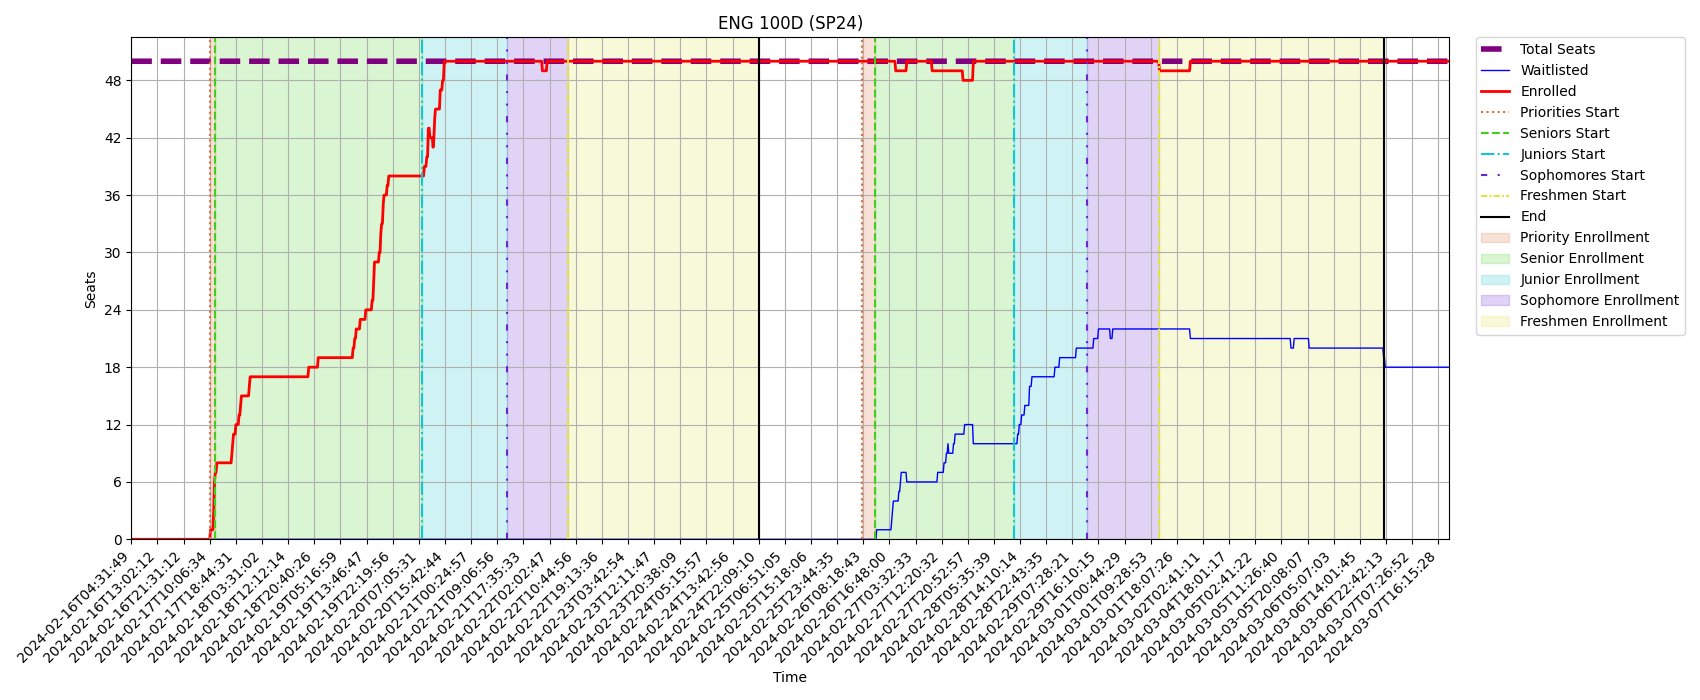 ENG 100D (SP24)
Seats
48
42
36
30
24
18
12
6
0
2024-02-16T04:31:49
2024-02-16T13:02:12
2024-02-16T21:31:12
2024-02-17T10:06:34
2024-02-17T18:44:31
2024-02-18T03:31:02
2024-02-18T12:12:14
2024-02-18T20:40:26
2024-02-19T05:16:59
2024-02-19T13:46:47
2024-02-19T22:19:56
2024-02-20T07:05:31
2024-02-20T15:42:44
2024-02-21T00:24:57
2024-02-21T09:06:56
2024-02-21T17:35:33
2024-02-22T02:02:47
2024-02-22T10:44:56
2024-02-22T19:13:36
2024-02-23T03:42:54
2024-02-23T12:11:47
2024-02-23T20:38:09
2024-02-24T05:15:57
2024-02-24T13:42:56
2024-02-24T22:09:10
2024-02-25T06:51:05
2024-02-25T15:18:06
2024-02-25T23:44:35
2024-02-26T08:18:43
2024-02-26T16:48:00
2024-02-27T03:32:33
2024-02-27T12:20:32
2024-02-27T20:52:57
2024-02-28T05:35:39
2024-02-28T14:10:14
2024-02-28T22:43:35
2024-02-29T07:28:21
2024-02-29T16:10:15
2024-03-01T00:44:29
2024-03-01T09:28:53
2024-03-01T18:07:26
2024-03-02T02:41:11
2024-03-04T18:01:17
2024-03-05T02:41:22
2024-03-05T11:26:40
2024-03-05T20:08:07
2024-03-06T05:07:03
2024-03-06T14:01:45
2024-03-06T22:42:13
2024-03-07T07:26:52
2024-03-07T16:15:28
Time
Total Seats
Waitlisted
Enrolled
Priorities Start
Seniors Start
Juniors Start
Sophomores Start
Freshmen Start
End
Priority Enrollment
Senior Enrollment
Junior Enrollment
Sophomore Enrollment
Freshmen Enrollment